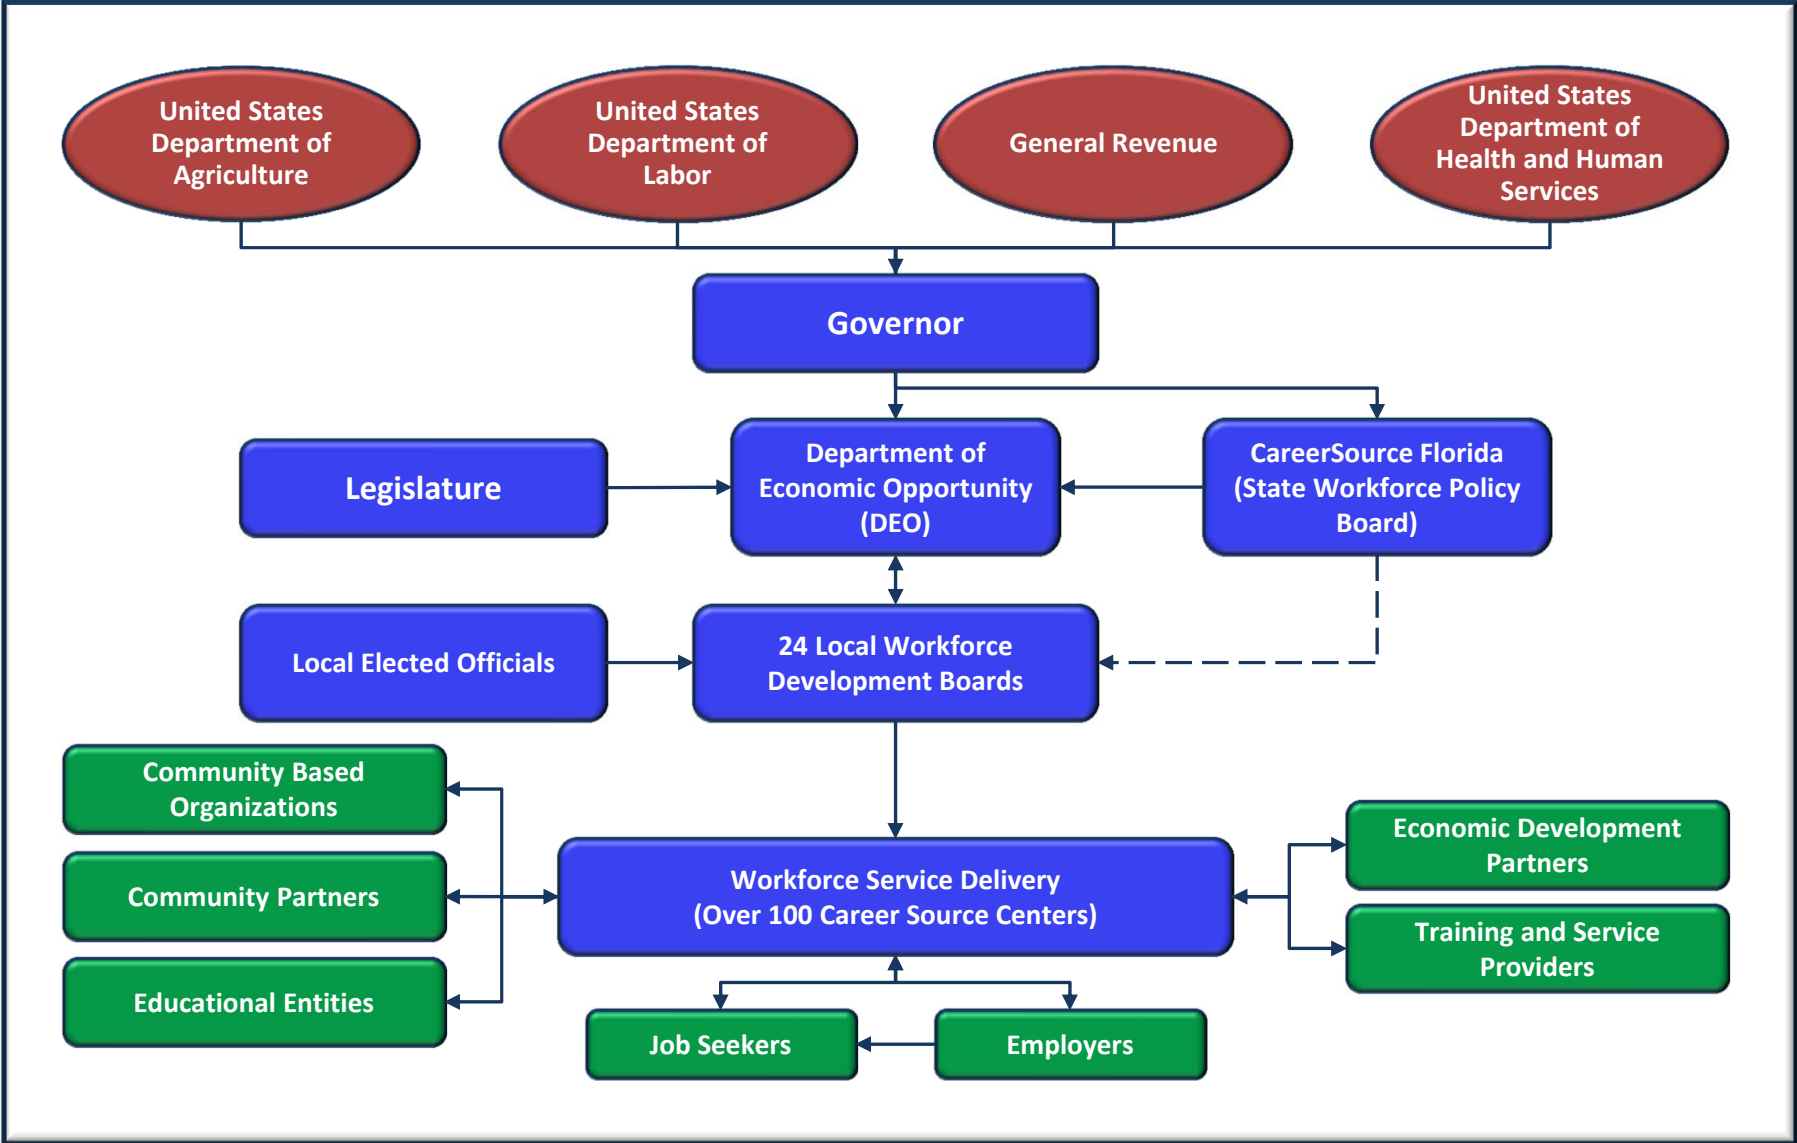 United States
Department of
Agriculture
United States
Department of
Labor
General Revenue
United States
Department of
Health and Human
Services
Governor
Legislature
Department of
Economic Opportunity
(DEO)
CareerSource Florida
(State Workforce Policy
Board)
Local Elected Officials
24 Local Workforce
Development Boards
Community Based
Organizations
Community Partners
Educational Entities
Workforce Service Delivery
(Over 100 Career Source Centers)
Economic Development
Partners
Training and Service
Providers
Job Seekers
Employers